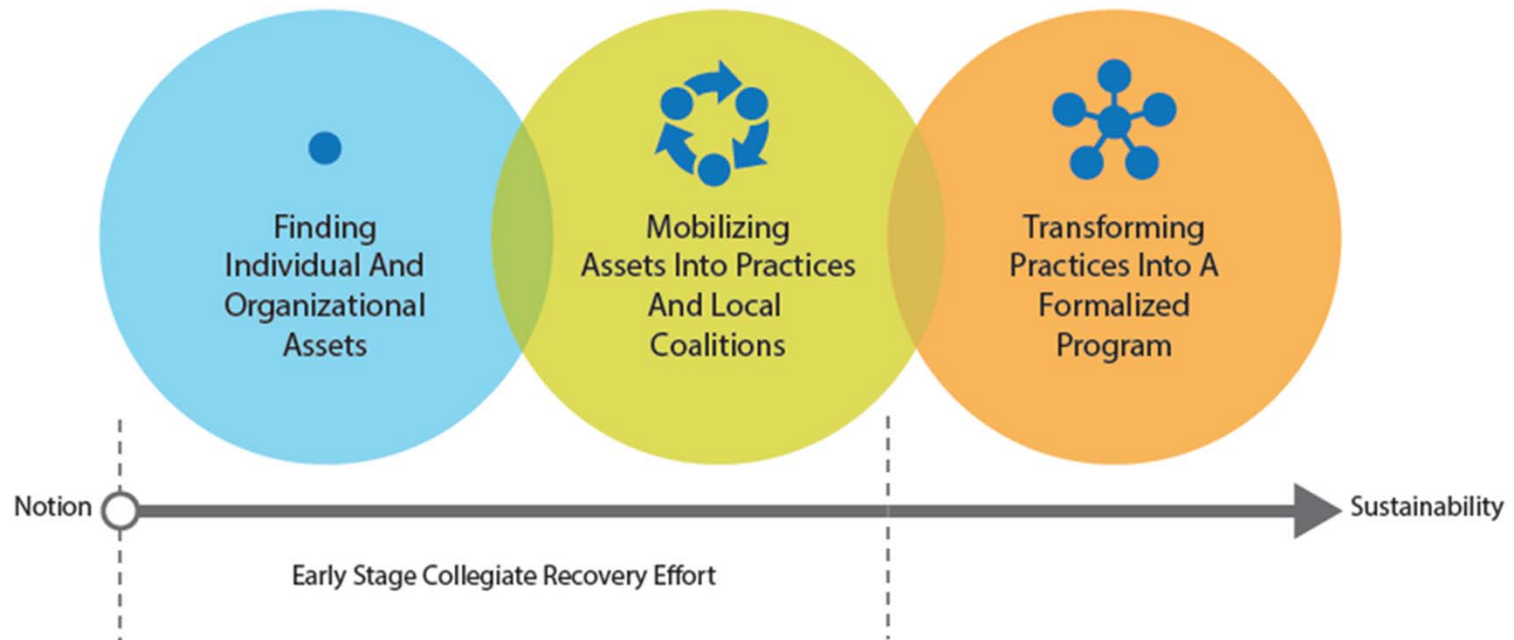 Finding
Individual And
Organizational
Assets
Mobilizing
Assets Into Practices
And Local
Coalitions
Transforming
Practices Into A
Formalized
Program
Notion
Sustainability
Early Stage Collegiate Recovery Effort